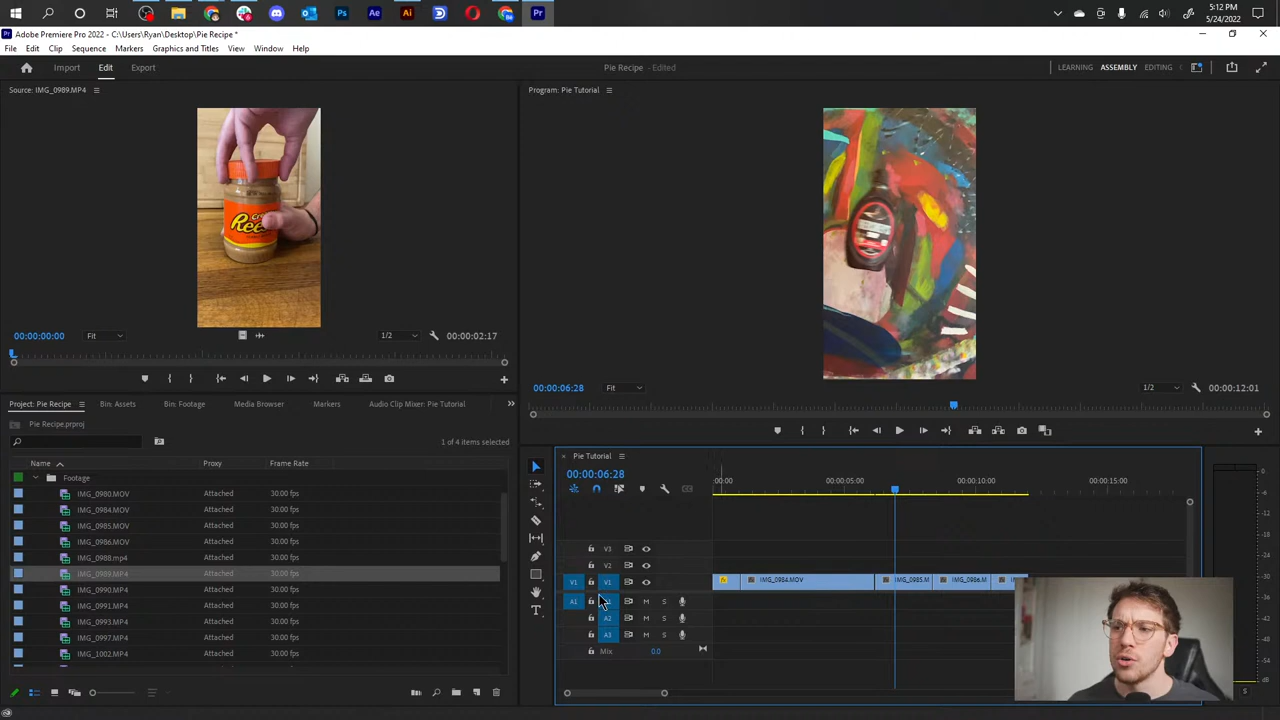 5:12 PM
5/24/2022
Adobe Premiere Pro 2022 - C:\Users\Ryan\Desktop\Pie Recipe *
File Edit Clip Sequence Markers Graphics and Titles View Window Help
Import Edit Export
Pie Recipe - Edited
LEARNING ASSEMBLY EDITING
Source: IMG_0989.MP4
Program: Pie Tutorial
Ree
00:00:00:00 Fit 1/2 00:00:02:17
00:00:06:28 Fit 1/2 00:00:12:01
Project: Pie Recipe Bin: Assets Bin: Footage Media Browser Markers Audio Clip Mixer: Pie Tutorial
Pie Recipe.prproj
1 of 4 items selected
Name Proxy Frame Rate
Footage
IMG_0980.MOV Attached 30.00 fps
IMG_0984.MOV Attached 30.00 fps
IMG_0985.MOV Attached 30.00 fps
IMG_0986.MOV Attached 30.00 fps
IMG_0988.mp4 Attached 30.00 fps
IMG_0989.MP4 Attached 30.00 fps
IMG_0990.MP4 Attached 30.00 fps
IMG_0991.MP4 Attached 30.00 fps
IMG_0993.MP4 Attached 30.00 fps
IMG_0997.MP4 Attached 30.00 fps
IMG_1002.MP4 Attached 30.00 fps
Pie Tutorial
00:00:06:28
:00:00 00:00:05:00 00:00:10:00 00:00:15:00
V3
V2
V1 V1 fx IMG_0984.MOV IMG_0985.M IMG_0986.M
A1 M S
A2 M S
A3 M S
Mix 0.0
0
dB
S